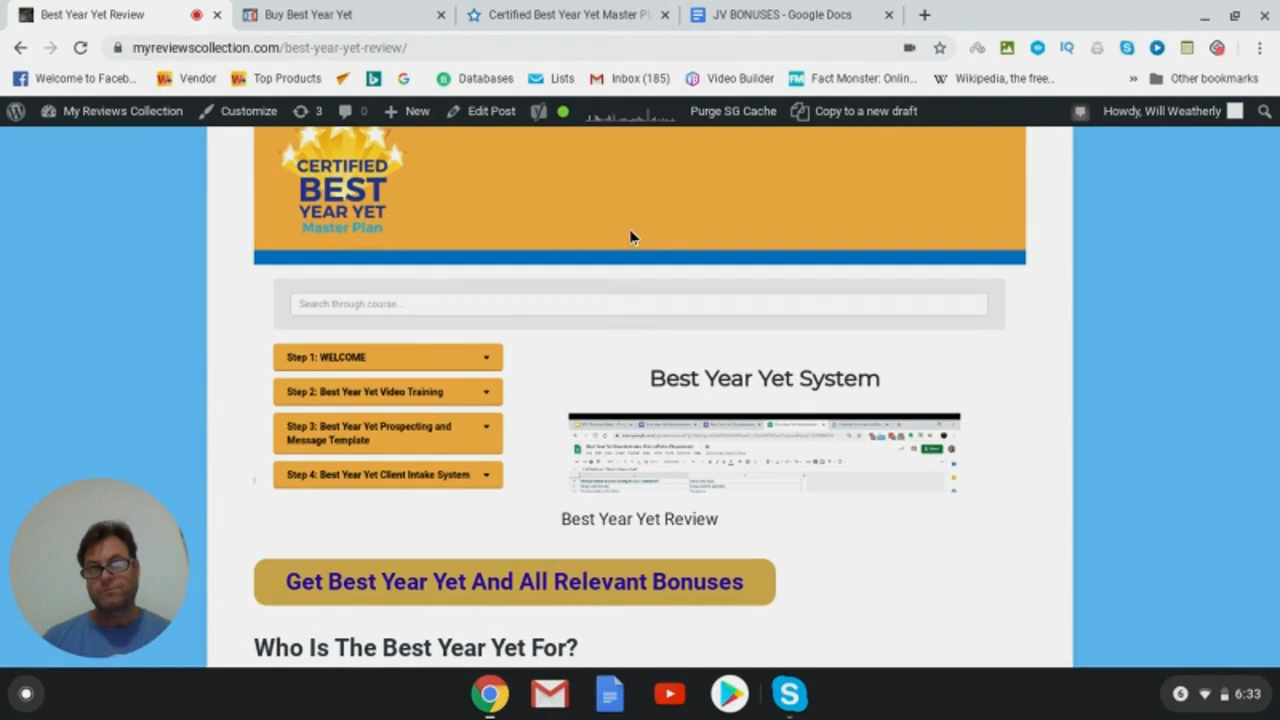 Best Year Yet Review
Buy Best Year Yet
Certified Best Year Yet Master Pl
JV BONUSES - Google Docs
myreviewscollection.com/best-year-yet-review/
IQ
Welcome to Faceb...
Vendor
Top Products
Databases
Lists
Inbox (185)
Video Builder
Fact Monster: Onlin...
Wikipedia, the free...
Other bookmarks
My Reviews Collection
Customize
3
0
New
Edit Post
Purge SG Cache
Copy to a new draft
Howdy, Will Weatherly
CERTIFIED
BEST
YEAR YET
Master Plan
Search through course...
Step 1: WELCOME
Step 2: Best Year Yet Video Training
Step 3: Best Year Yet Prospecting and
Message Template
Step 4: Best Year Yet Client Intake System
Best Year Yet System
Best Year Yet Review
Get Best Year Yet And All Relevant Bonuses
Who Is The Best Year Yet For?
6
6:33